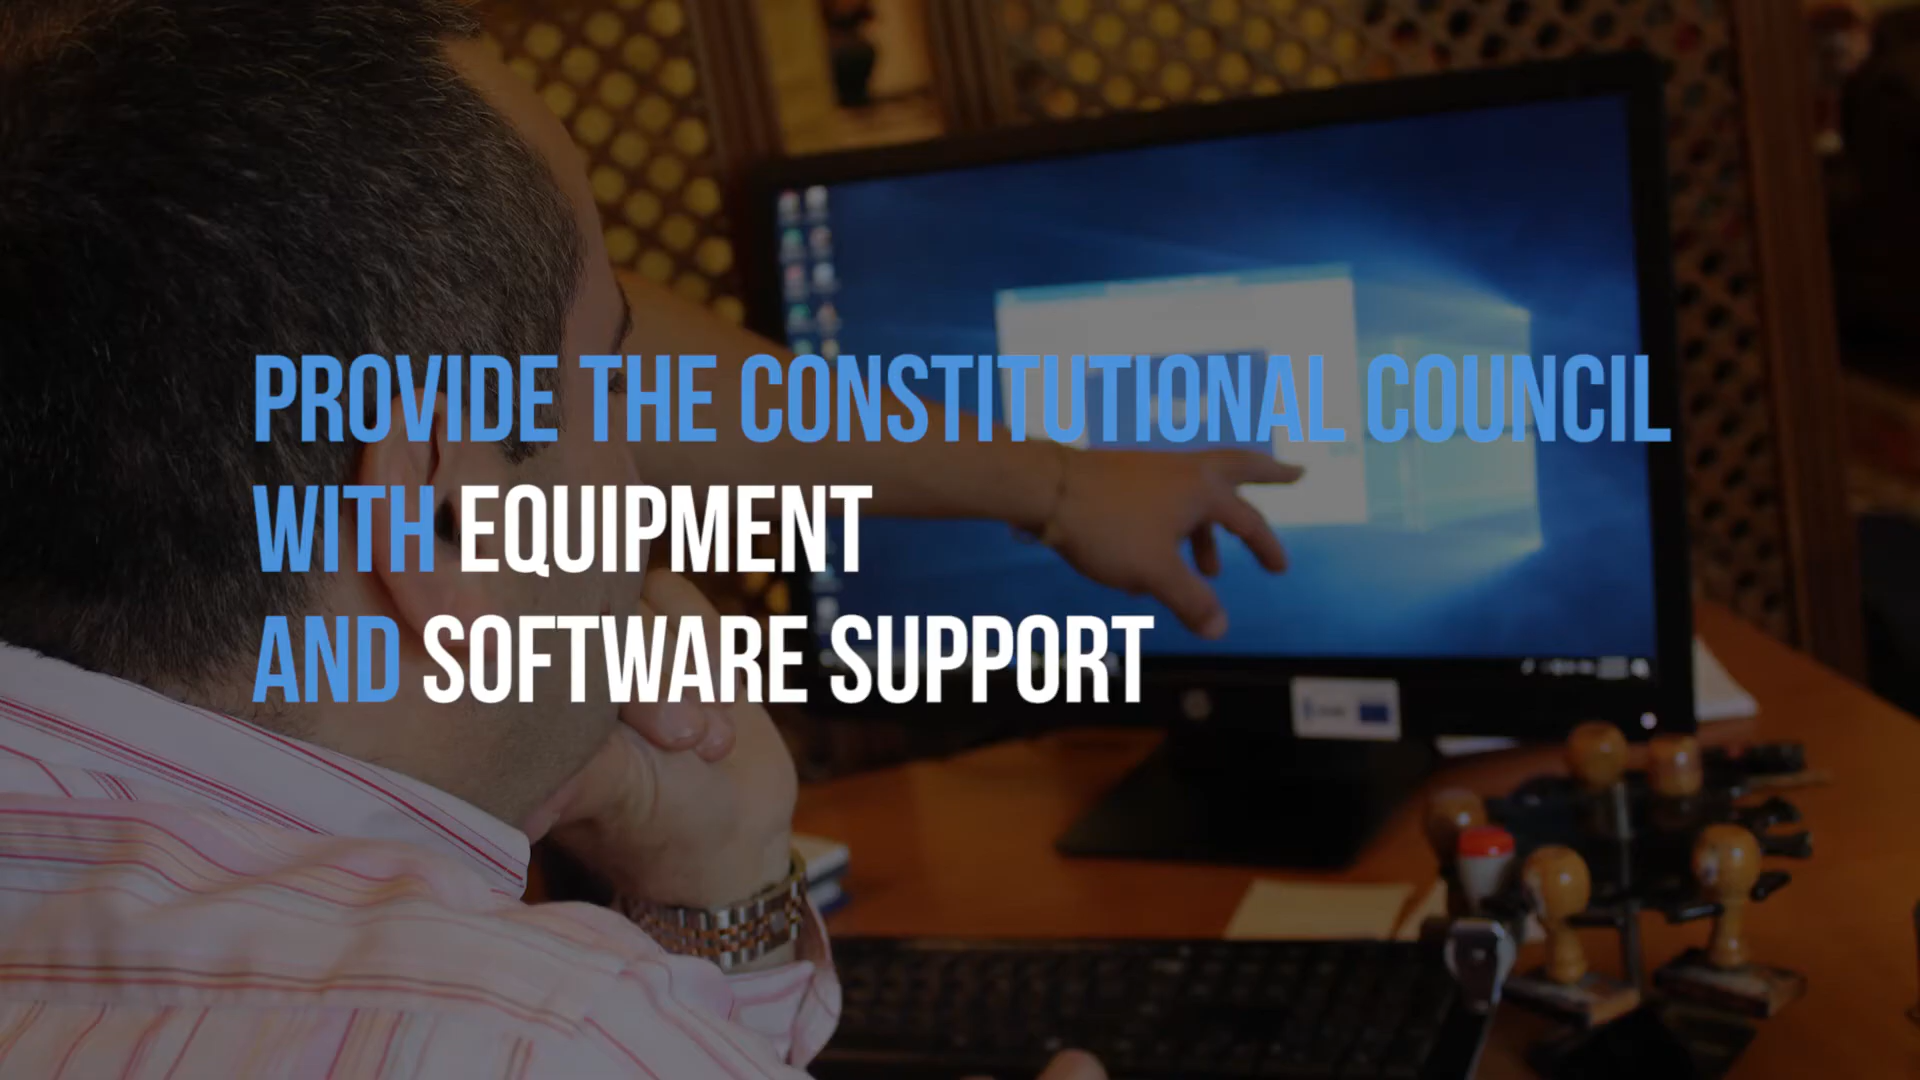 PROVIDE THE CONSTITUTIONAL COUNCIL
WITH EQUIPMENT
AND SOFTWARE SUPPORT